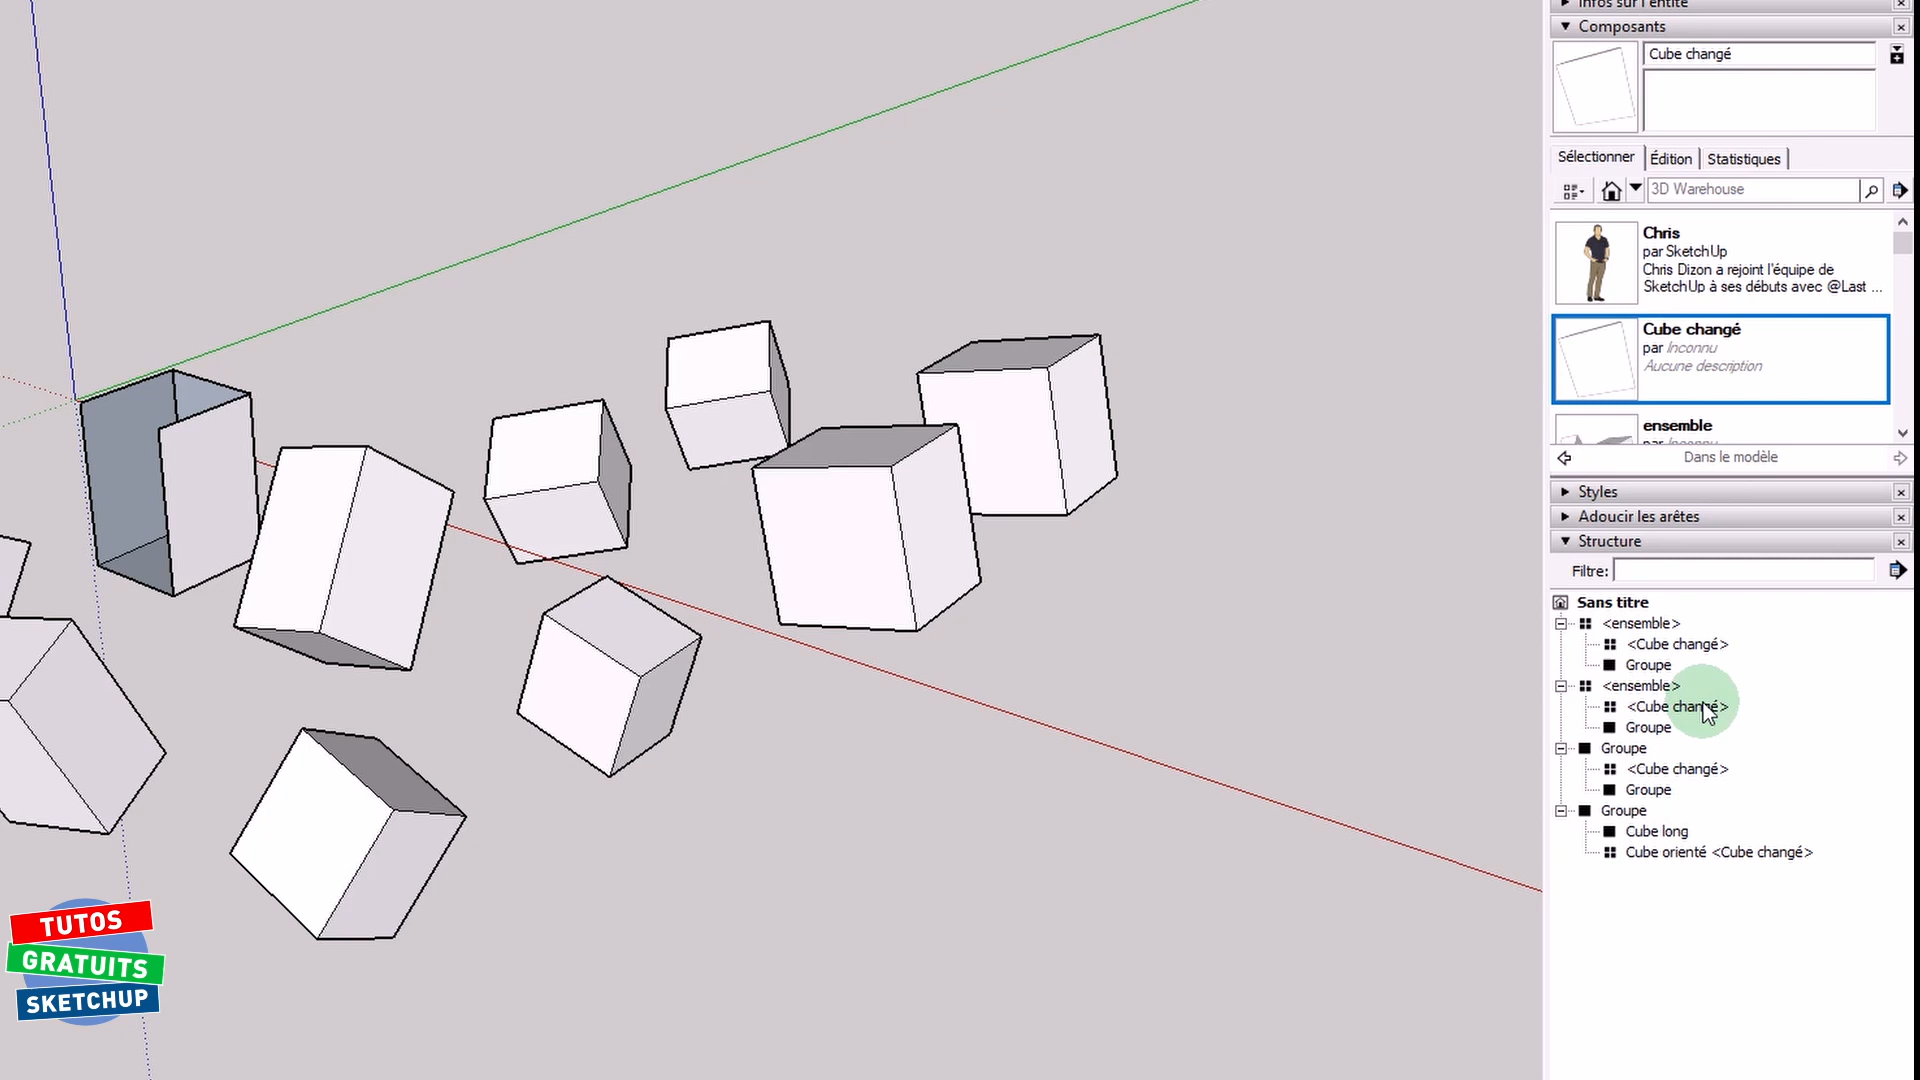 Infos sur l'entité
Composants
Cube changé
Sélectionner
Édition
Statistiques
3D Warehouse
Chris
par SketchUp
Chris Dizon a rejoint l'équipe de
SketchUp à ses débuts avec @Last ...
Cube changé
par Inconnu
Aucune description
ensemble
par Inconnu
Dans le modèle
Styles
Adoucir les arêtes
Structure
Filtre:
Sans titre
<ensemble>
<Cube changé>
Groupe
<ensemble>
<Cube changé>
Groupe
Groupe
<Cube changé>
Groupe
Groupe
Cube long
Cube orienté <Cube changé>
TUTOS
GRATUITS
SKETCHUP